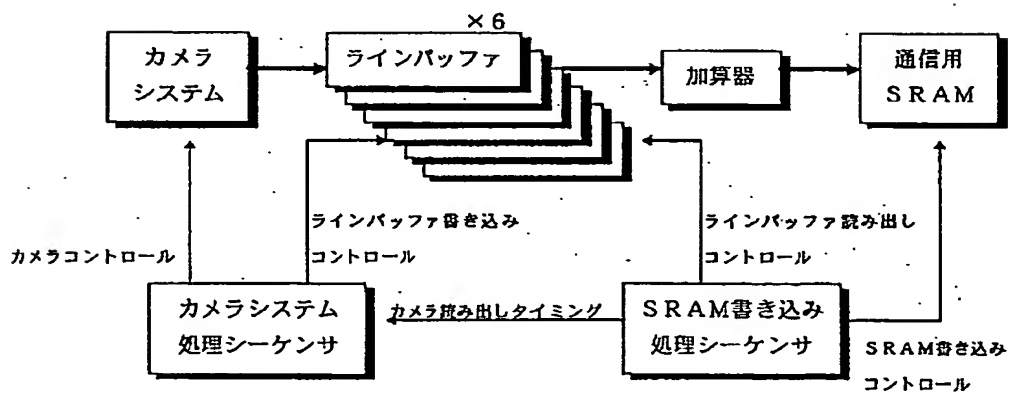 ×6
カメラ
システム
ラインバッファ
加算器
通信用
SRAM
ラインバッファ書き込み
コントロール
ラインバッファ読み出し
コントロール
カメラコントロール
カメラシステム
処理シーケンサ
カメラ読み出しタイミング
SRAM書き込み
処理シーケンサ
SRAM書き込み
コントロール